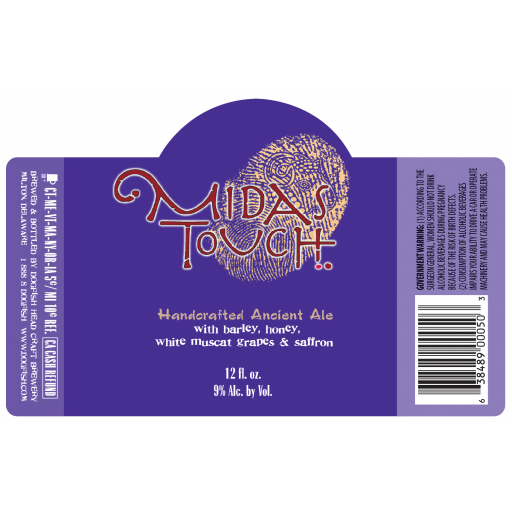 MIDAS
TOUCH
Handcrafted Ancient Ale
with barley, honey,
white muscat grapes & saffron
12 fl. oz.
9% Alc. by Vol.
CT-ME-VT-MA-NY-OR-IA 5¢/ MI 10¢ REF. CA CASH REFUND
BREWED & BOTTLED BY DOGFISH HEAD CRAFT BREWERY
MILTON DELAWARE 1 888 8 DOGFISH WWW.DOGFISH.COM
GOVERNMENT WARNING: (1) ACCORDING TO THE
SURGEON GENERAL, WOMEN SHOULD NOT DRINK
ALCOHOLIC BEVERAGES DURING PREGNANCY
BECAUSE OF THE RISK OF BIRTH DEFECTS.
(2) CONSUMPTION OF ALCOHOLIC BEVERAGES
IMPAIRS YOUR ABILITY TO DRIVE A CAR OR OPERATE
MACHINERY AND MAY CAUSE HEALTH PROBLEMS.
6 38489 00050 3